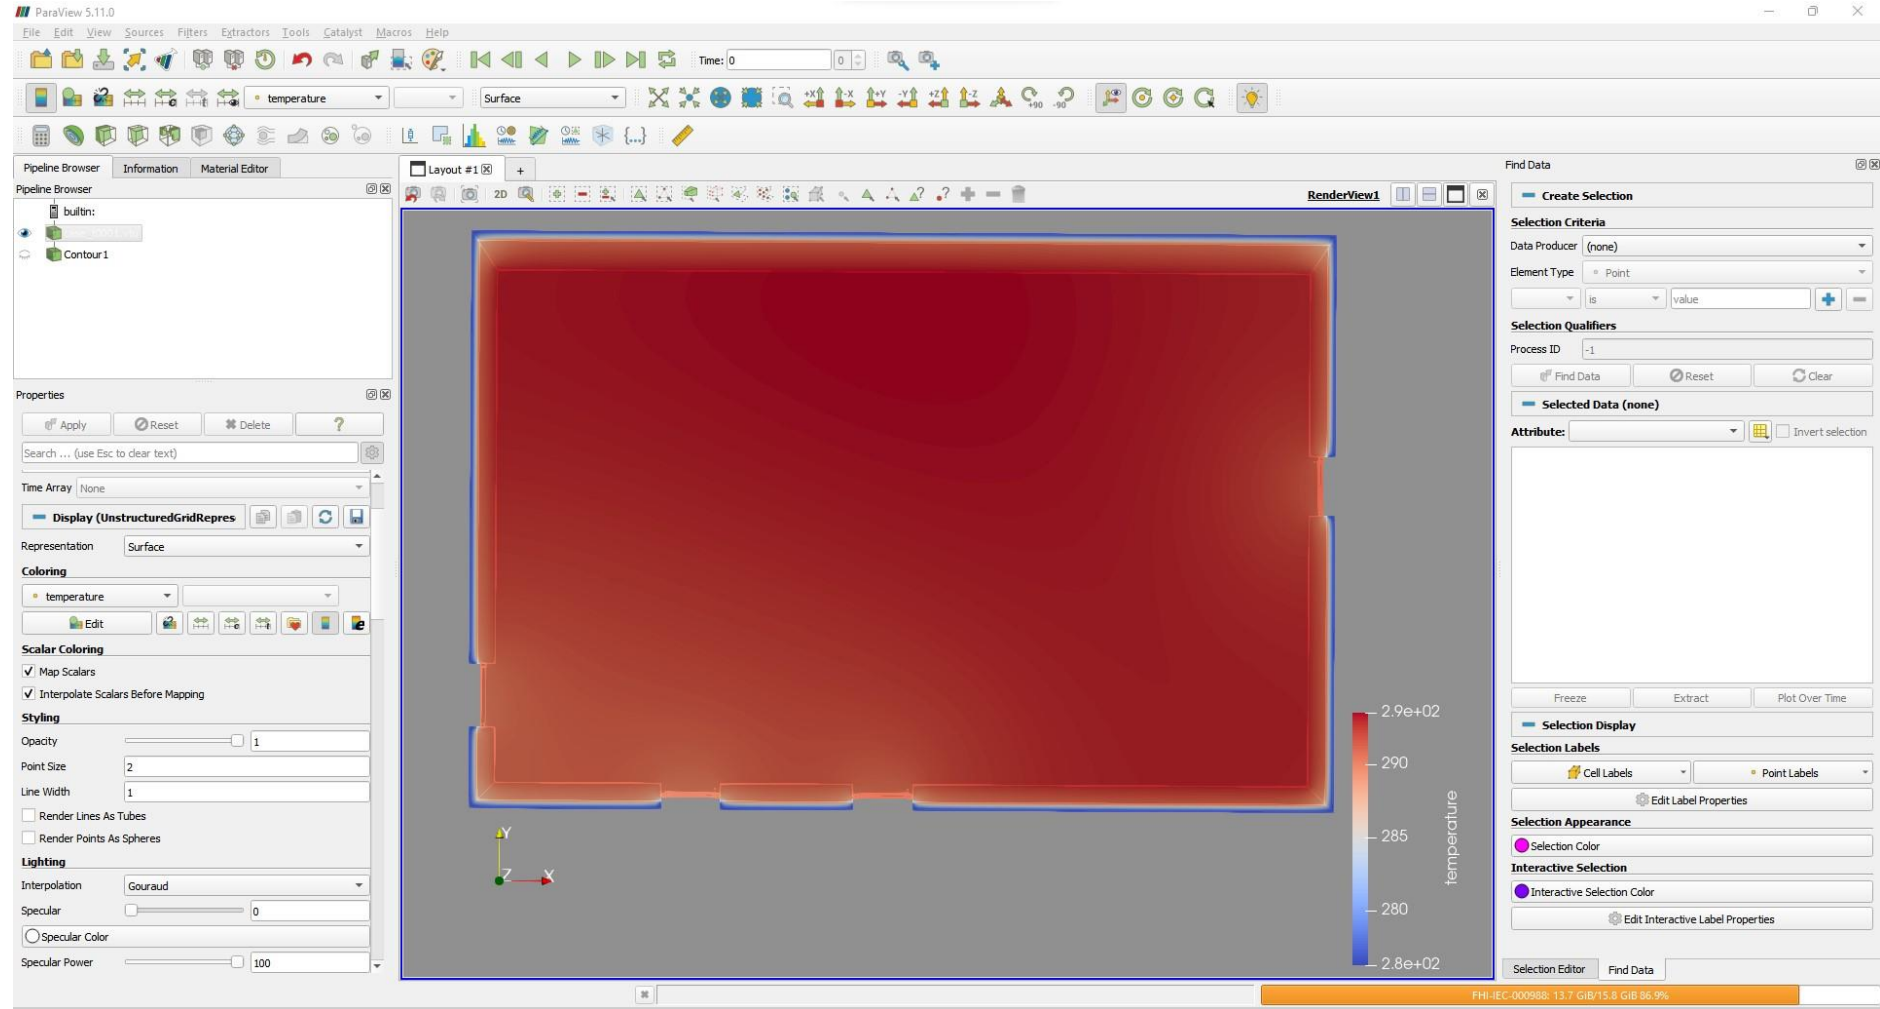 ParaView 5.11.0
File Edit View Sources Filters Extractors Tools Catalyst Macros Help
Time: 0 0
temperature Surface
+X -X +Y -Y +Z -Z +90 -90
{...}
Pipeline Browser Information Material Editor
Layout #1 +
Find Data
Pipeline Browser
2D
RenderView1
Create Selection
builtin:
Contour1
Selection Criteria
Data Producer (none)
Element Type Point
is value
Selection Qualifiers
Process ID -1
Find Data Reset Clear
Properties
Apply Reset Delete ?
Search ... (use Esc to clear text)
Selected Data (none)
Attribute: Invert selection
Time Array None
Display (UnstructuredGridRepres
Representation Surface
Coloring
temperature
Edit
Scalar Coloring
Map Scalars
Interpolate Scalars Before Mapping
Styling
Opacity 1
Point Size 2
Line Width 1
Render Lines As Tubes
Render Points As Spheres
Lighting
Interpolation Gouraud
Specular 0
Specular Color
Specular Power 100
Y
Z X
2.9e+02
290
285
280
2.8e+02
temperature
Freeze Extract Plot Over Time
Selection Display
Selection Labels
Cell Labels Point Labels
Edit Label Properties
Selection Appearance
Selection Color
Interactive Selection
Interactive Selection Color
Edit Interactive Label Properties
Selection Editor Find Data
FHI-IEC-000988: 13.7 GiB/15.8 GiB 86.9%